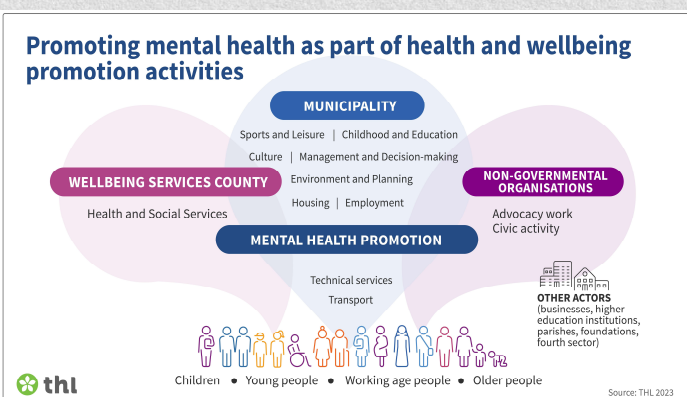 Promoting mental health as part of health and wellbeing
promotion activities
MUNICIPALITY
Sports and Leisure | Childhood and Education
Culture | Management and Decision-making
Environment and Planning
Housing | Employment
WELLBEING SERVICES COUNTY
Health and Social Services
NON-GOVERNMENTAL
ORGANISATIONS
Advocacy work
Civic activity
MENTAL HEALTH PROMOTION
Technical services
Transport
OTHER ACTORS
(businesses, higher
education institutions,
parishes, foundations,
fourth sector)
Children • Young people • Working age people • Older people
thl
Source: THL 2023